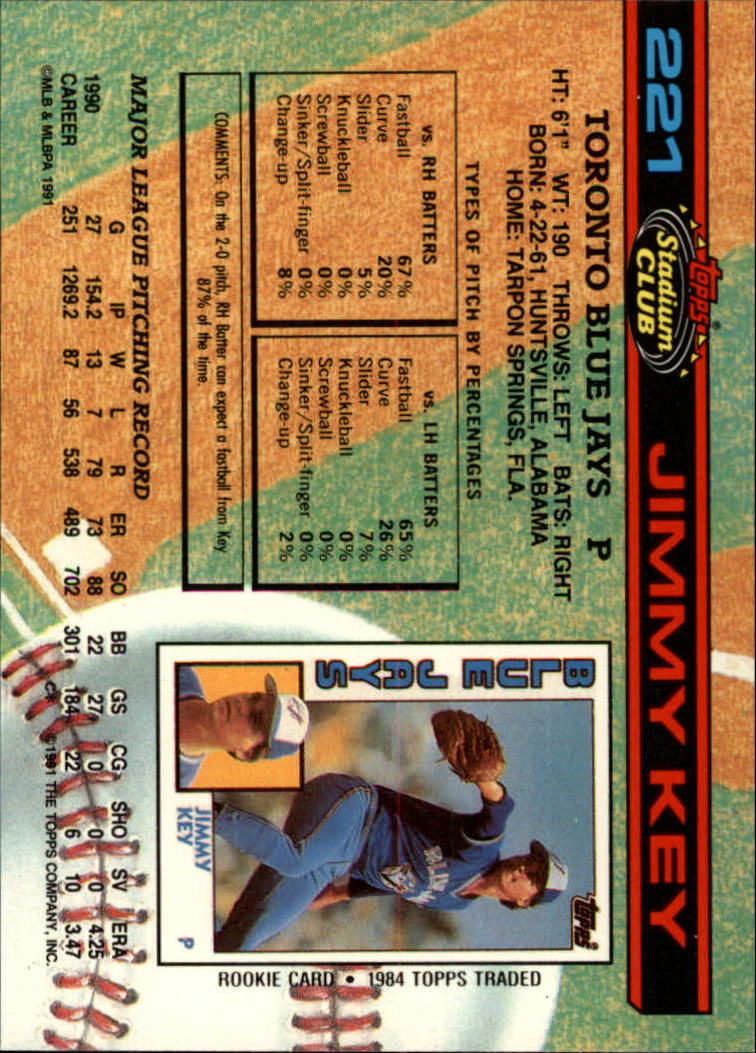 221
Topps®
Stadium
CLUB
JIMMY KEY
TORONTO BLUE JAYS P
HT: 6'1" WT: 190 THROWS: LEFT BATS: RIGHT
BORN: 4-22-61, HUNTSVILLE, ALABAMA
HOME: TARPON SPRINGS, FLA.
TYPES OF PITCH BY PERCENTAGES
vs. RH BATTERS
Fastball 67%
Curve 20%
Slider 5%
Knuckleball 0%
Screwball 0%
Sinker/Split-finger 0%
Change-up 8%
vs. LH BATTERS
Fastball 65%
Curve 26%
Slider 7%
Knuckleball 0%
Screwball 0%
Sinker/Split-finger 0%
Change-up 2%
COMMENTS: On the 2-0 pitch, RH Batter can expect a fastball from Key
87% of the time.
BLUE JAYS
Topps
JIMMY
KEY
P
ROOKIE CARD • 1984 TOPPS TRADED
MAJOR LEAGUE PITCHING RECORD
G IP W L R ER SO BB GS CG SHO SV ERA
1990 27 154.2 13 7 79 73 88 22 27 0 0 0 4.25
CAREER 251 1269.2 87 56 538 489 702 301 184 22 6 10 3.47
©MLB & MLBPA 1991 C* ©1991 THE TOPPS COMPANY, INC.